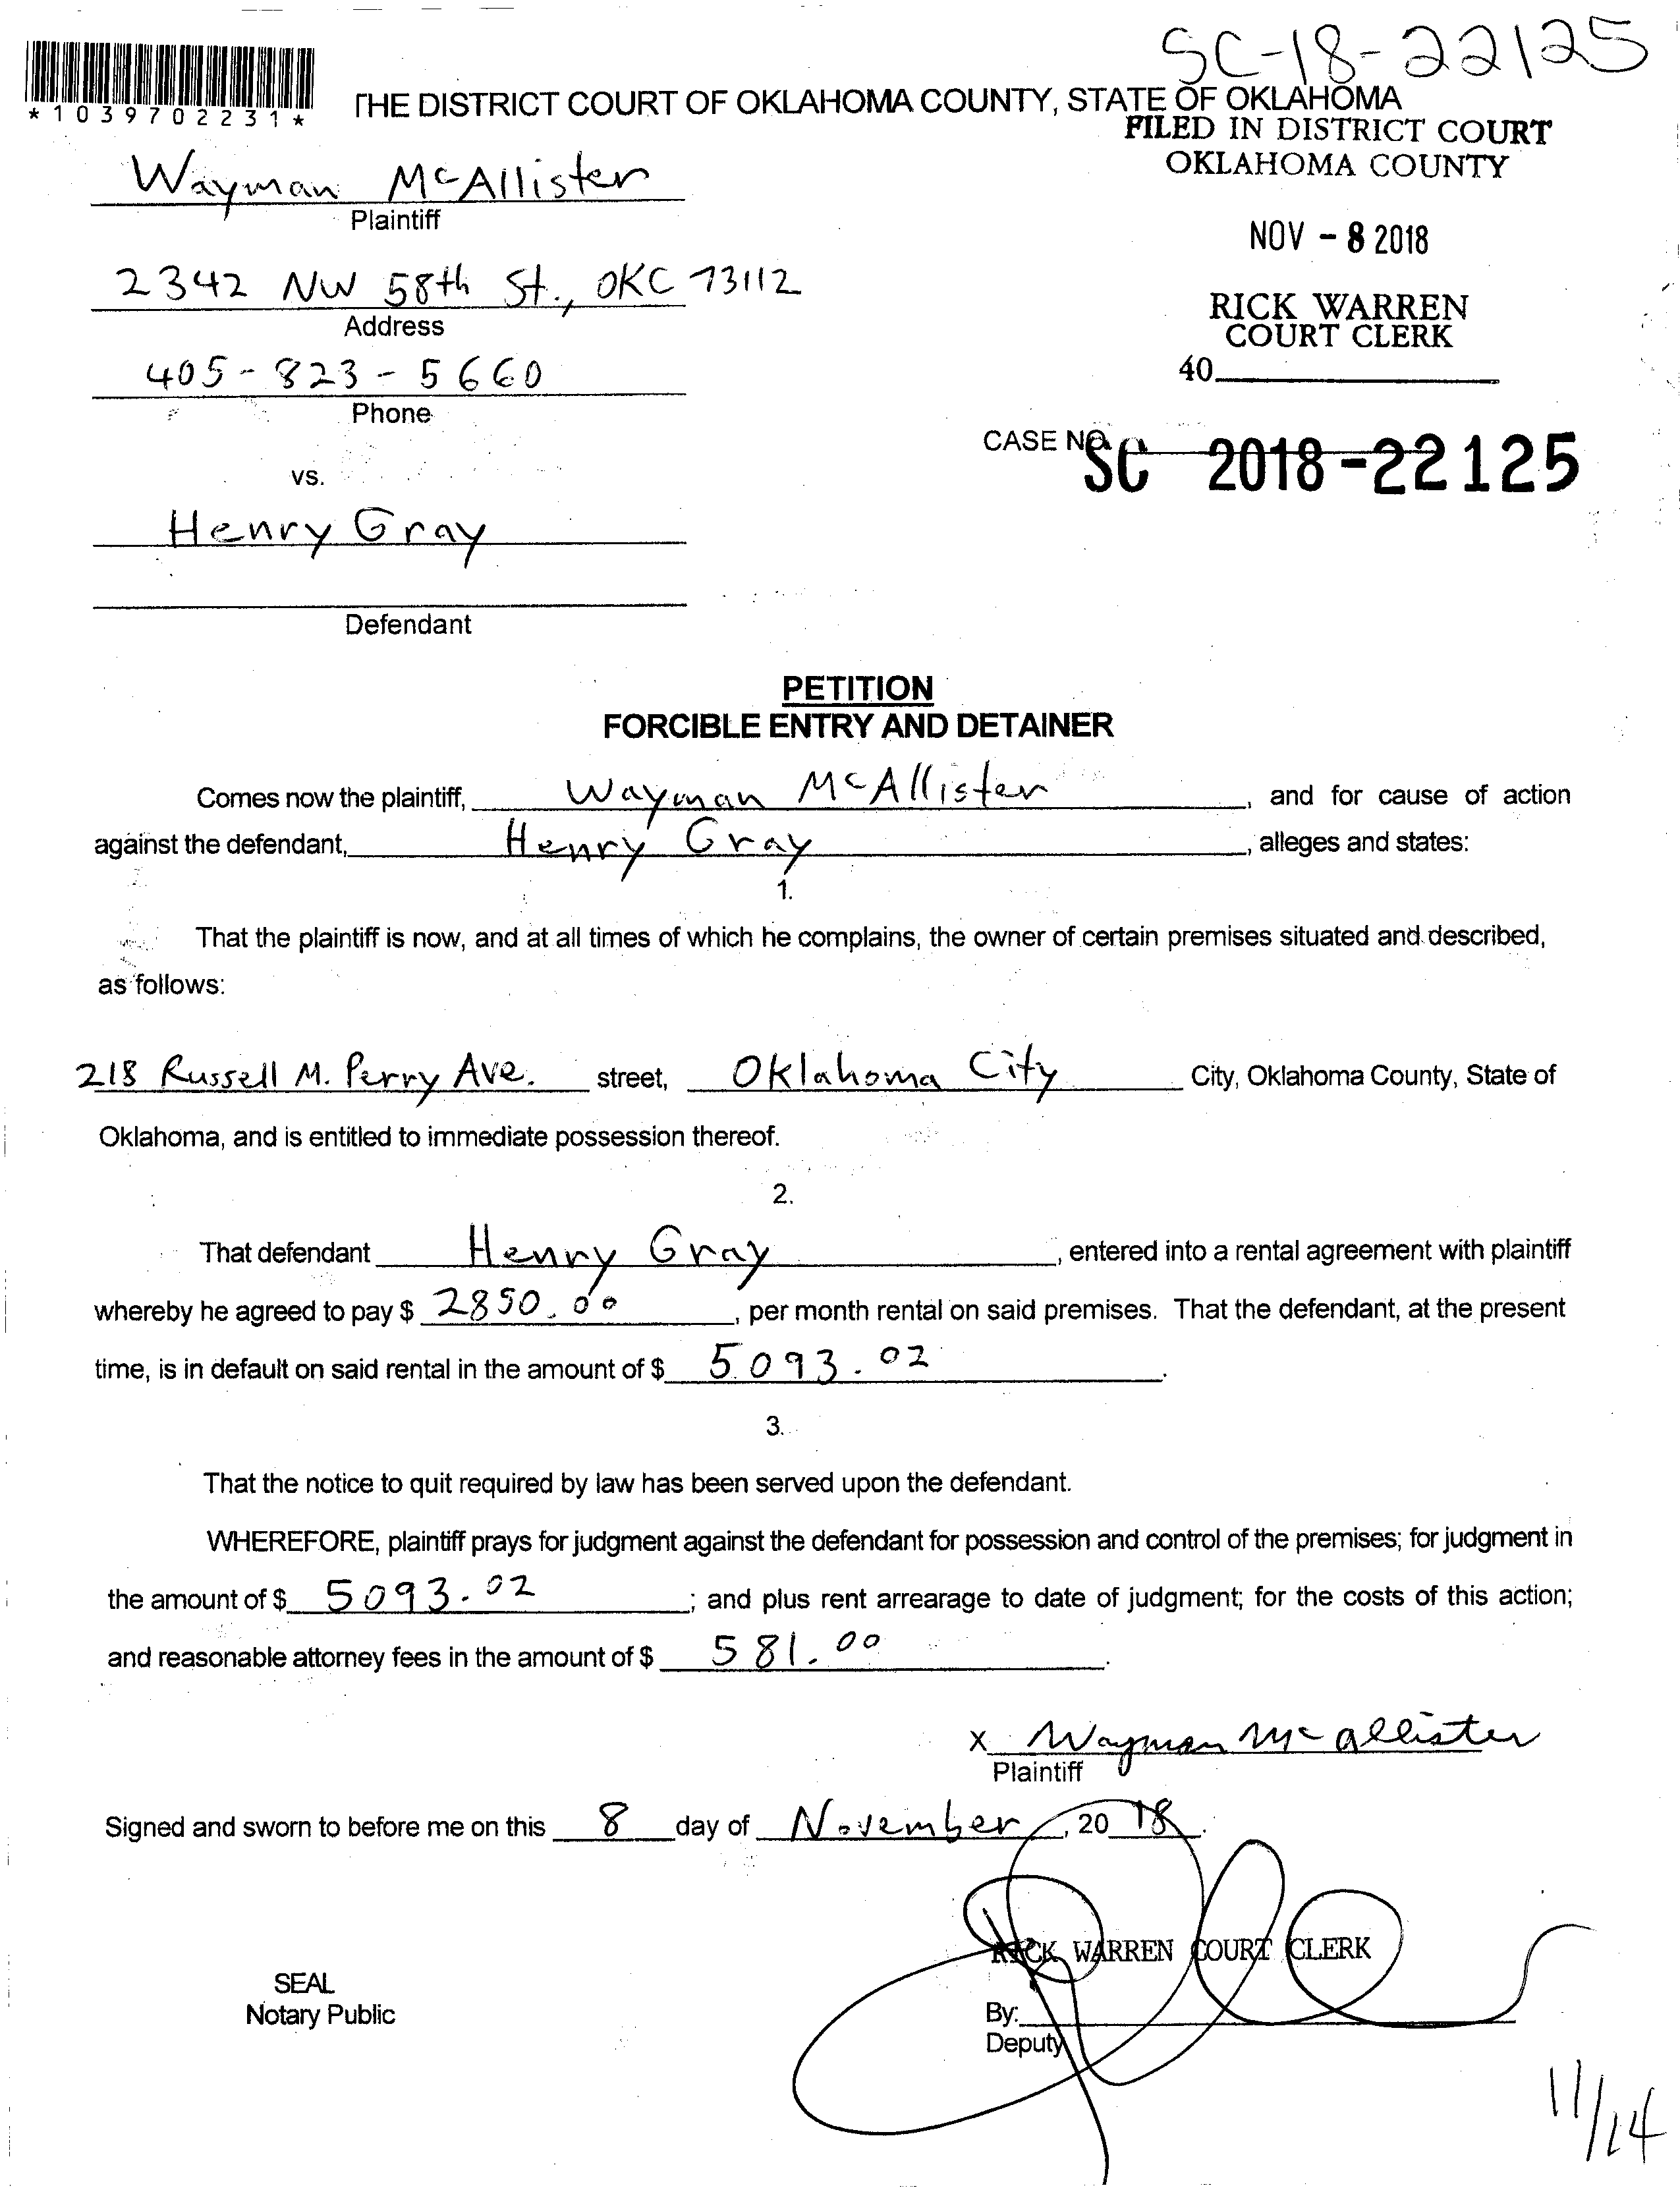 SC-18-22125
*1039702231*
THE DISTRICT COURT OF OKLAHOMA COUNTY, STATE OF OKLAHOMA
FILED IN DISTRICT COURT
OKLAHOMA COUNTY
Wayman McAllister
Plaintiff
NOV - 8 2018
2342 NW 58th St., OKC 73112
Address
RICK WARREN
COURT CLERK
405-823-5660
40
Phone
CASE NO.
SC 2018-22125
vs.
Henry Gray
Defendant
PETITION
FORCIBLE ENTRY AND DETAINER
Comes now the plaintiff, Wayman McAllister, and for cause of action
against the defendant, Henry Gray, alleges and states:
1.
That the plaintiff is now, and at all times of which he complains, the owner of certain premises situated and described,
as follows:
218 Russell M. Perry Ave. street, Oklahoma City City, Oklahoma County, State of
Oklahoma, and is entitled to immediate possession thereof.
2.
That defendant Henry Gray, entered into a rental agreement with plaintiff
whereby he agreed to pay $ 2850.00, per month rental on said premises. That the defendant, at the present
time, is in default on said rental in the amount of $ 5093.02.
3.
That the notice to quit required by law has been served upon the defendant.
WHEREFORE, plaintiff prays for judgment against the defendant for possession and control of the premises; for judgment in
the amount of $ 5093.02; and plus rent arrearage to date of judgment; for the costs of this action;
and reasonable attorney fees in the amount of $ 581.00.
X Wayman McAllister
Plaintiff
Signed and sworn to before me on this 8 day of November, 20 18.
RICK WARREN COURT CLERK
SEAL
Notary Public
By:
Deputy
11/14